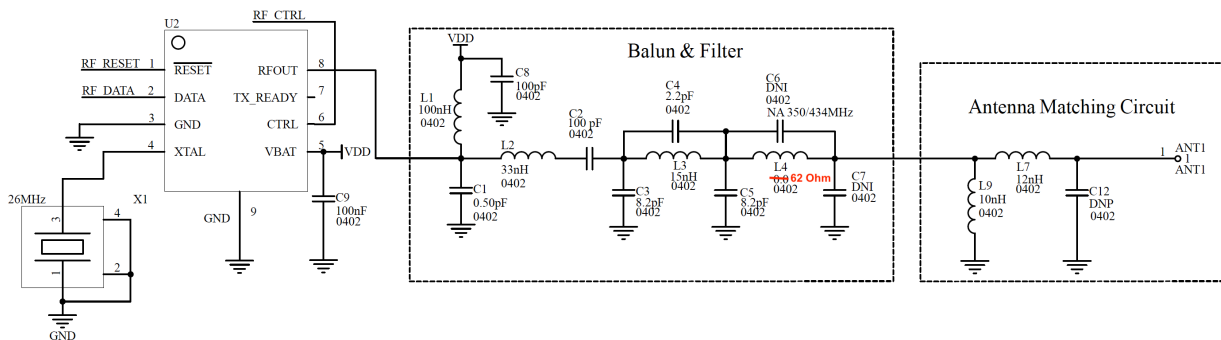 RF_CTRL
U2
RF_RESET 1 RESET RFOUT 8
RF_DATA 2 DATA TX_READY 7
3 GND CTRL 6
4 XTAL VBAT 5 VDD
GND 9
C9
100nF
0402
26MHz X1
3 4
1 2
GND
Balun & Filter
VDD
C8
100pF
0402
L1
100nH
0402
C2
100 pF
0402
C4
2.2pF
0402
C6
DNI
0402
NA 350/434MHz
L2
33nH
0402
L3
15nH
0402
L4
0.0 62 Ohm
0402
C1
0.50pF
0402
C3
8.2pF
0402
C5
8.2pF
0402
C7
DNI
0402
Antenna Matching Circuit
L9
10nH
0402
L7
12nH
0402
C12
DNP
0402
1 ANT1
1
ANT1